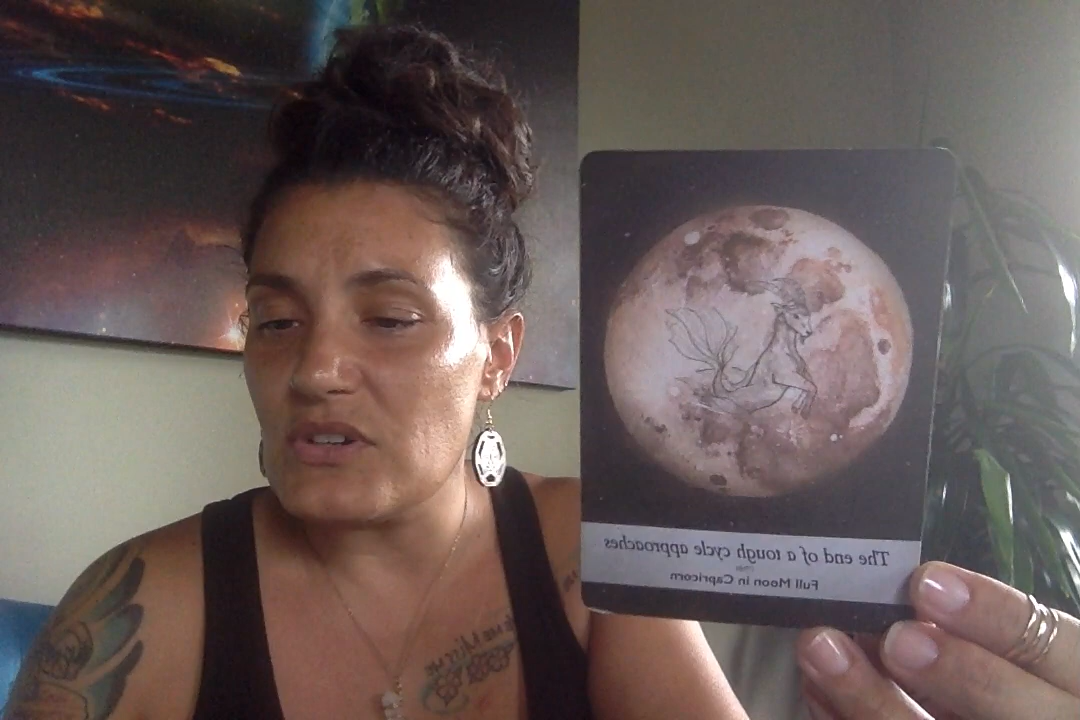 The end of a tough cycle approaches
Full Moon in Capricorn